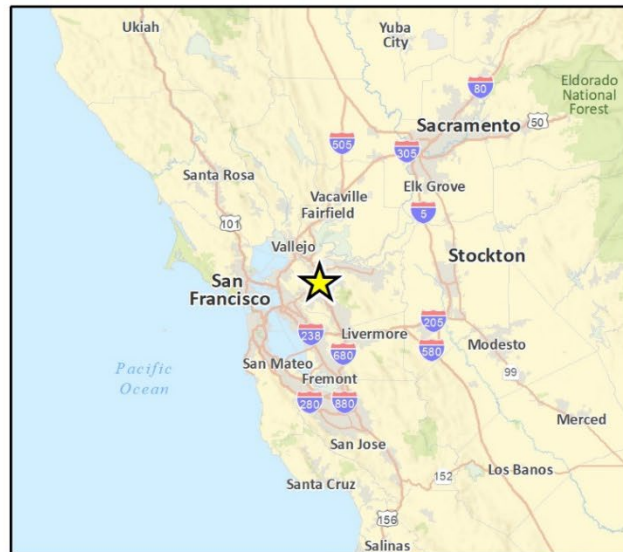 Ukiah
Yuba
City
Eldorado
National
Forest
80
50
Sacramento
505
305
Santa Rosa
Vacaville
Elk Grove
Fairfield
101
5
Vallejo
Stockton
San
Francisco
205
238
Livermore
Modesto
680
580
Pacific
Ocean
San Mateo
Fremont
99
280
880
Merced
San Jose
Los Banos
Santa Cruz
152
156
Salinas